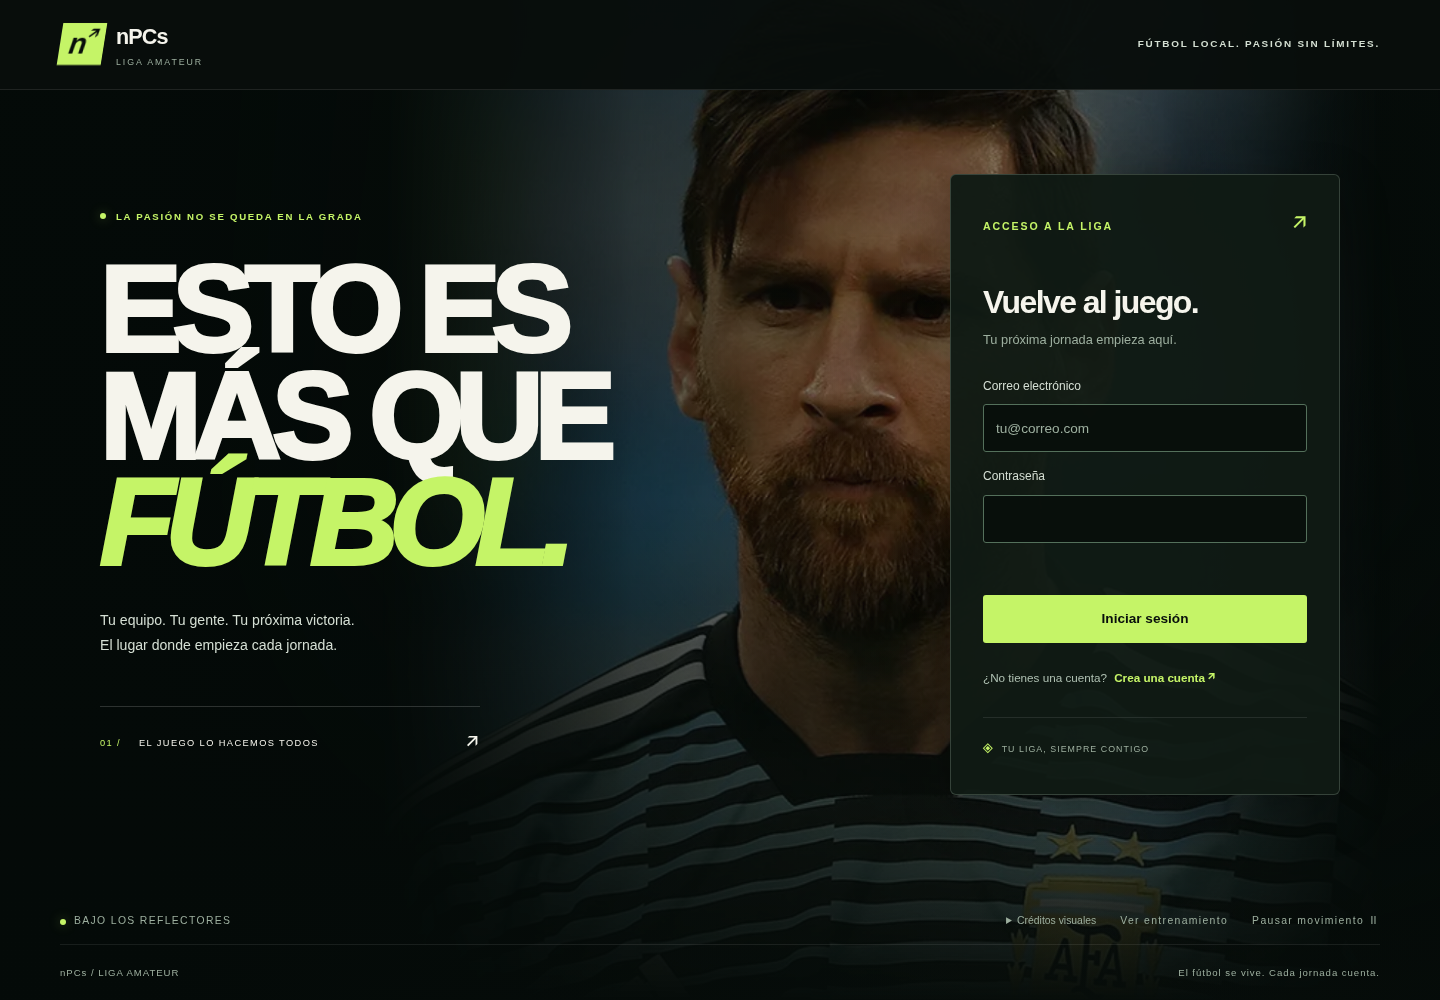 n
nPCs
LIGA AMATEUR
FÚTBOL LOCAL. PASIÓN SIN LÍMITES.
LA PASIÓN NO SE QUEDA EN LA GRADA
ESTO ES
MÁS QUE
FÚTBOL.
Tu equipo. Tu gente. Tu próxima victoria.
El lugar donde empieza cada jornada.
01 / EL JUEGO LO HACEMOS TODOS
ACCESO A LA LIGA
Vuelve al juego.
Tu próxima jornada empieza aquí.
Correo electrónico
tu@correo.com
Contraseña
Iniciar sesión
¿No tienes una cuenta? Crea una cuenta
TU LIGA, SIEMPRE CONTIGO
BAJO LOS REFLECTORES
Créditos visuales Ver entrenamiento Pausar movimiento
AFA
nPCs / LIGA AMATEUR
El fútbol se vive. Cada jornada cuenta.